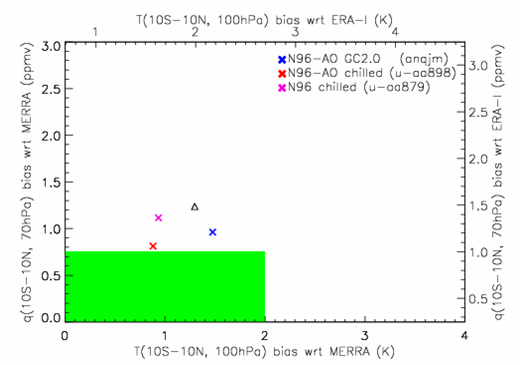 T(10S-10N, 100hPa) bias wrt ERA-I (K)
1 2 3 4
N96-AO GC2.0 (anqjm)
N96-AO chilled (u-aa898)
N96 chilled (u-aa879)
q(10S-10N, 70hPa) bias wrt MERRA (ppmv)
3.0
2.5
2.0
1.5
1.0
0.5
0.0
q(10S-10N, 70hPa) bias wrt ERA-I (ppmv)
3.0
2.5
2.0
1.5
1.0
0.5
0 1 2 3 4
T(10S-10N, 100hPa) bias wrt MERRA (K)